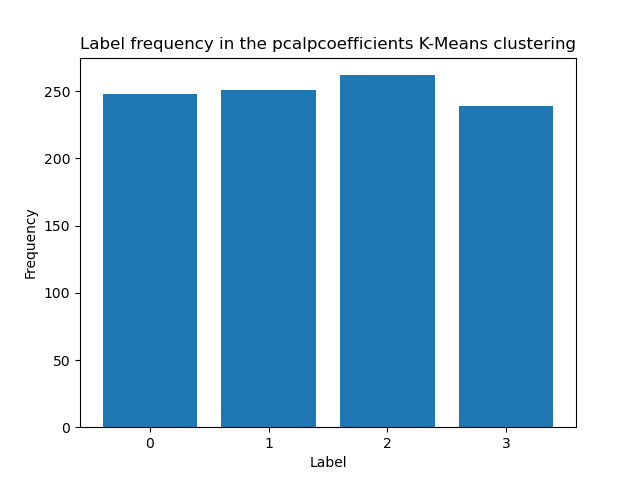 Label frequency in the pcalpcoefficients K-Means clustering
250
200
150
100
50
0
Frequency
0 1 2 3
Label